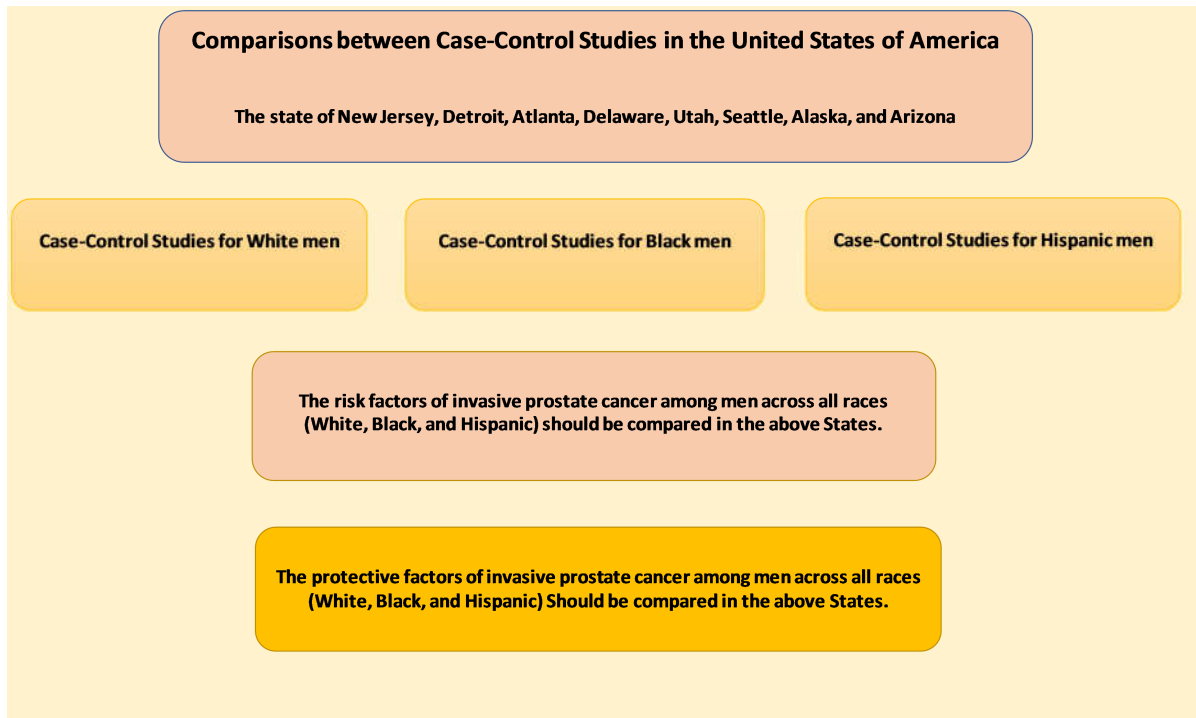 Comparisons between Case-Control Studies in the United States of America
The state of New Jersey, Detroit, Atlanta, Delaware, Utah, Seattle, Alaska, and Arizona
Case-Control Studies for White men
Case-Control Studies for Black men
Case-Control Studies for Hispanic men
The risk factors of invasive prostate cancer among men across all races
(White, Black, and Hispanic) should be compared in the above States.
The protective factors of invasive prostate cancer among men across all races
(White, Black, and Hispanic) Should be compared in the above States.